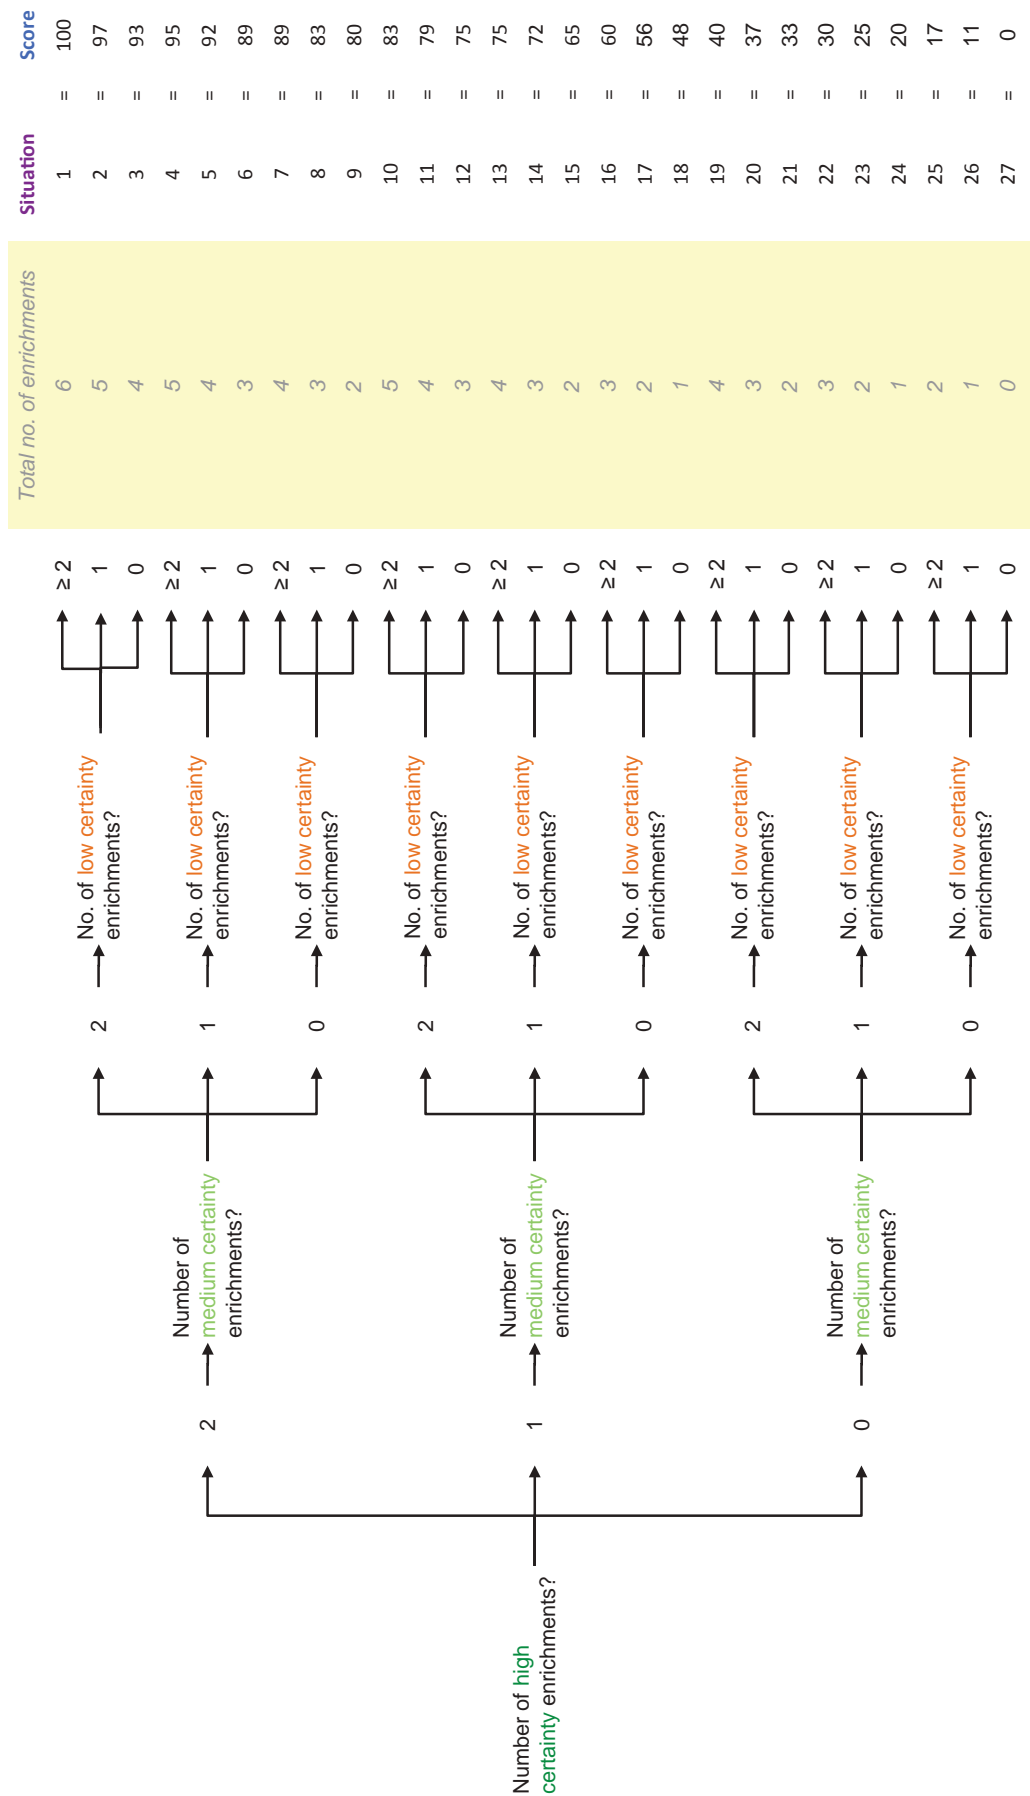 Number of high
certainty enrichments?
2
1
0
Number of
medium certainty
enrichments?
Number of
medium certainty
enrichments?
Number of
medium certainty
enrichments?
2
1
0
2
1
0
2
1
0
No. of low certainty
enrichments?
No. of low certainty
enrichments?
No. of low certainty
enrichments?
No. of low certainty
enrichments?
No. of low certainty
enrichments?
No. of low certainty
enrichments?
No. of low certainty
enrichments?
No. of low certainty
enrichments?
No. of low certainty
enrichments?
Total no. of enrichments Situation Score
≥ 2 6 1 = 100
1 5 2 = 97
0 4 3 = 93
≥ 2 5 4 = 95
1 4 5 = 92
0 3 6 = 89
≥ 2 4 7 = 89
1 3 8 = 83
0 2 9 = 80
≥ 2 5 10 = 83
1 4 11 = 79
0 3 12 = 75
≥ 2 4 13 = 75
1 3 14 = 72
0 2 15 = 65
≥ 2 3 16 = 60
1 2 17 = 56
0 1 18 = 48
≥ 2 4 19 = 40
1 3 20 = 37
0 2 21 = 33
≥ 2 3 22 = 30
1 2 23 = 25
0 1 24 = 20
≥ 2 2 25 = 17
1 1 26 = 11
0 0 27 = 0